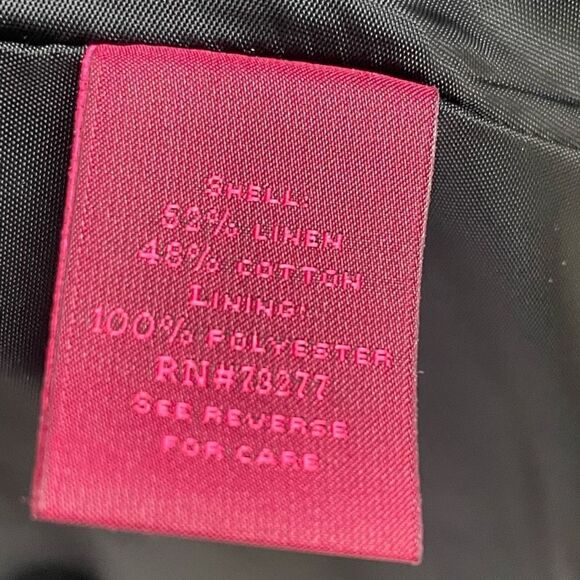 SHELL:
52% LINEN
48% COTTON
LINING:
100% POLYESTER
RN#73277
SEE REVERSE
FOR CARE